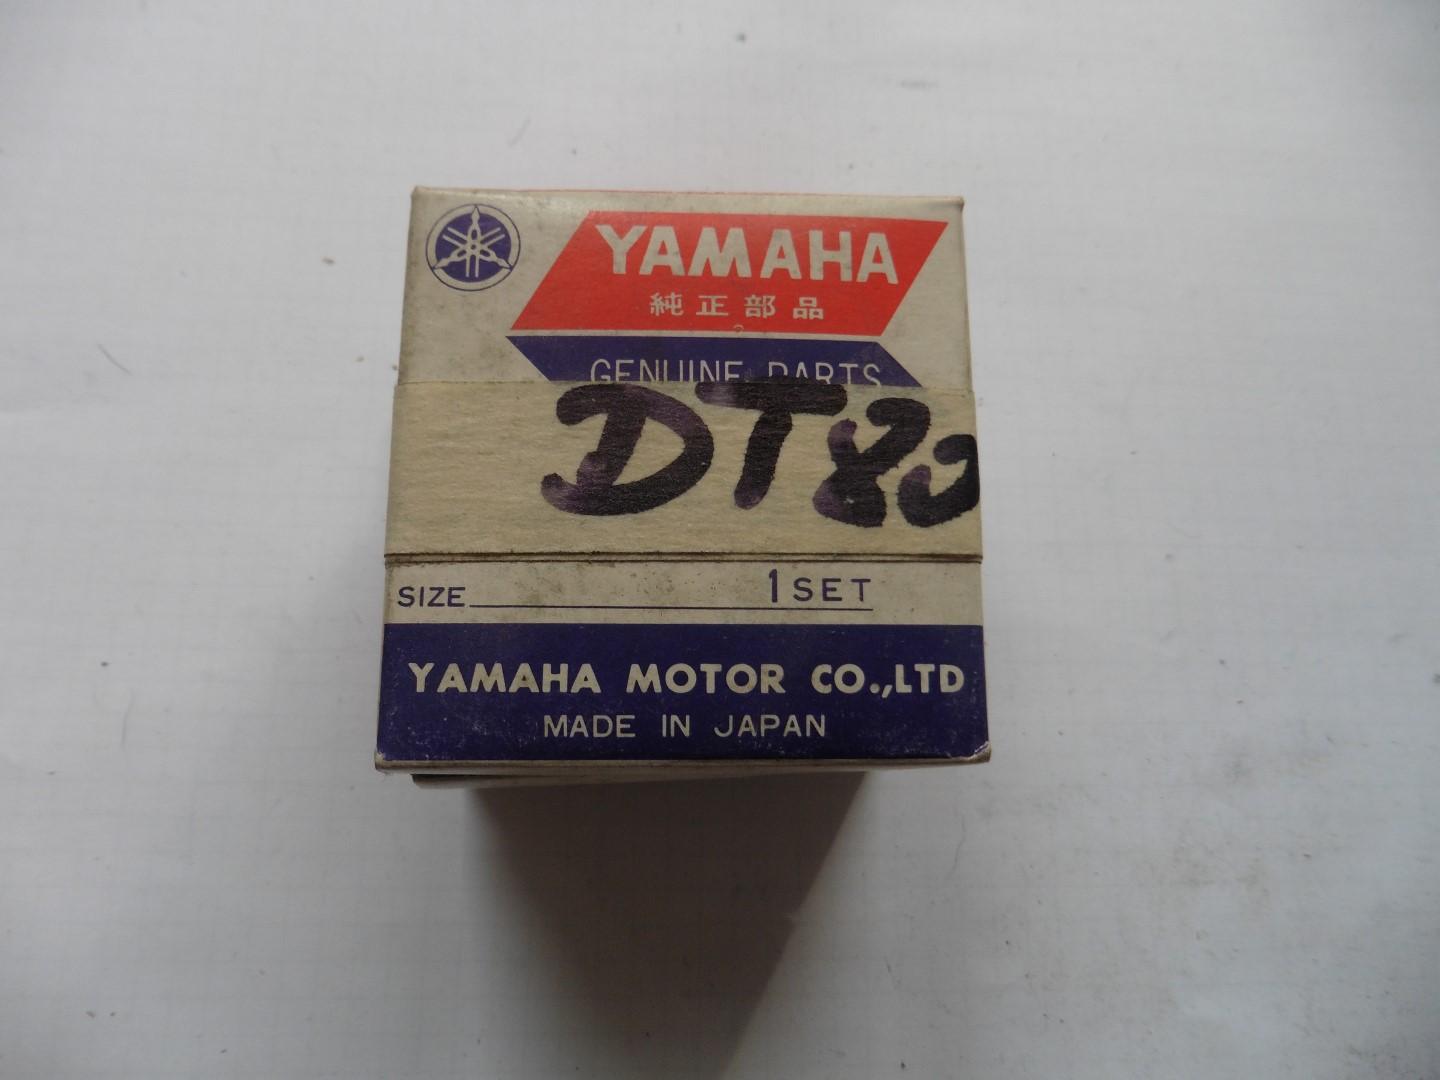 YAMAHA
純正部品
GENUINE PARTS
DT80
SIZE 1 SET
YAMAHA MOTOR CO.,LTD
MADE IN JAPAN